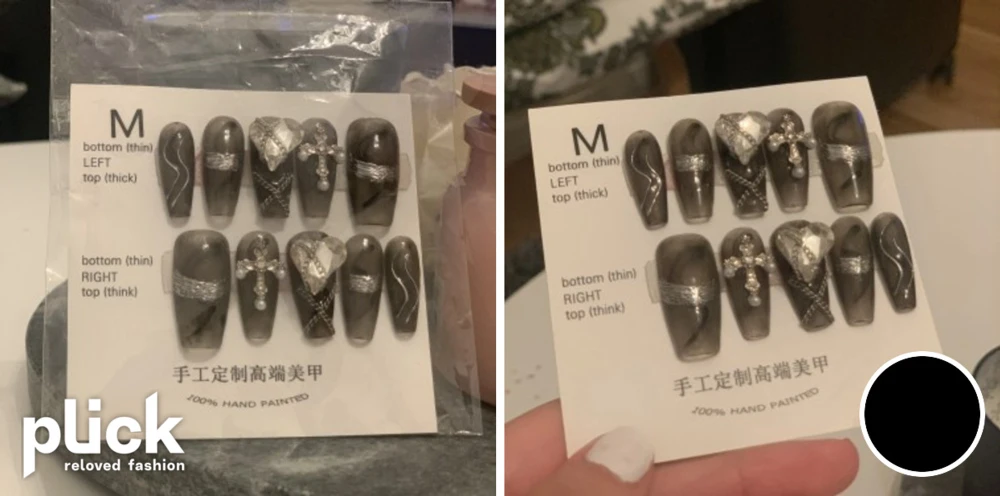 M
bottom (thin)
LEFT
top (thick)
bottom (thin)
RIGHT
top (think)
手工定制高端美甲
100% HAND PAINTED
plick
reloved fashion
M
bottom (thin)
LEFT
top (thick)
bottom (thin)
RIGHT
top (think)
手工定制高端美甲
100% HAND PAINTED